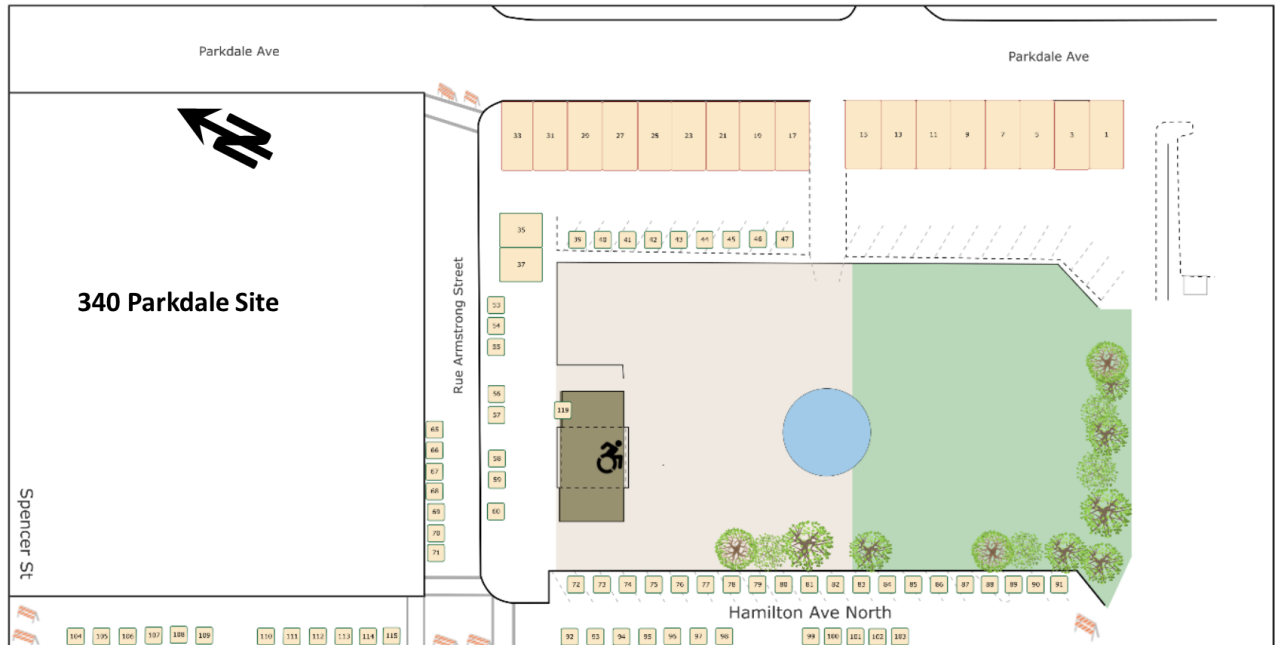 Parkdale Ave
Parkdale Ave
N
33 31 29 27 25 23 21 19 17 15 13 11 9 7 5 3 1
35
37
39 40 41 42 43 44 45 46 47
340 Parkdale Site
Rue Armstrong Street
53
54
55
56
57
119
58
59
60
65
66
67
68
69
70
71
Spencer St
72 73 74 75 76 77 78 79 80 81 82 83 84 85 86 87 88 89 90 91
Hamilton Ave North
104 105 106 107 108 109 110 111 112 113 114 115 92 93 94 95 96 97 98 99 100 101 102 103